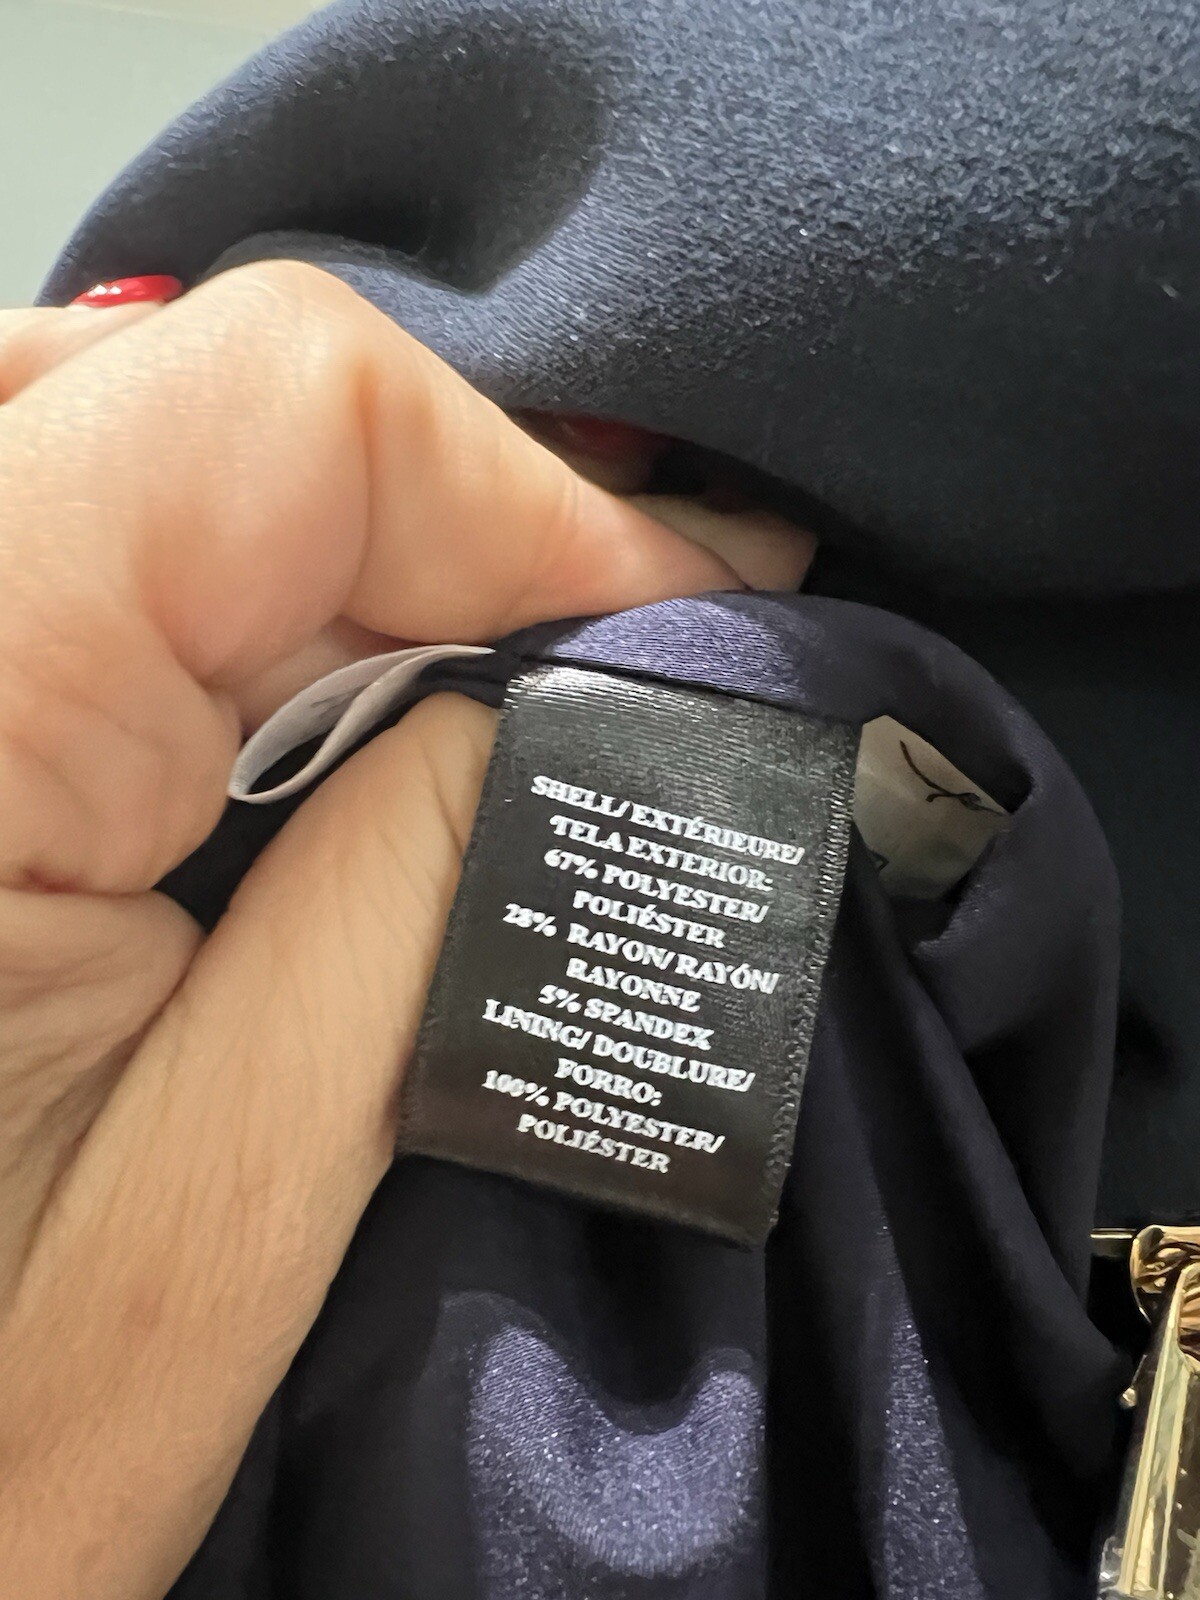 SHELL/EXTÉRIEURE/
TELA EXTERIOR:
67% POLYESTER/
POLIÉSTER
28% RAYON/RAYÓN/
RAYONNE
5% SPANDEX
LINING/DOUBLURE/
FORRO:
100% POLYESTER/
POLIÉSTER